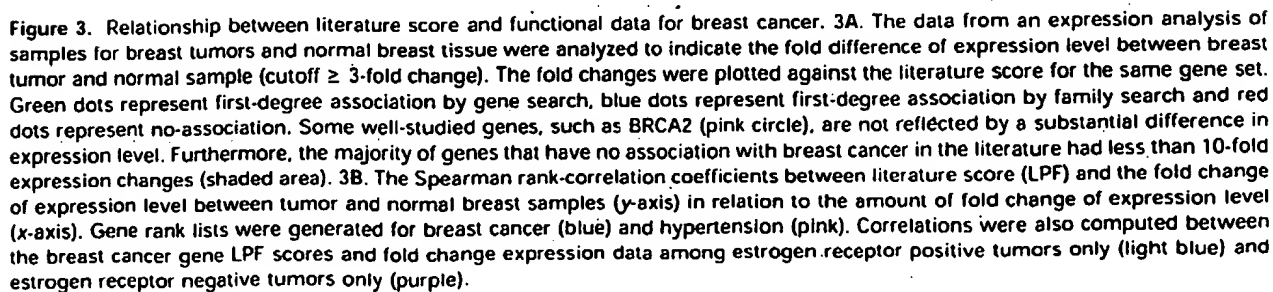 Figure 3. Relationship between literature score and functional data for breast cancer. 3A. The data from an expression analysis of
samples for breast tumors and normal breast tissue were analyzed to indicate the fold difference of expression level between breast
tumor and normal sample (cutoff ≥ 3-fold change). The fold changes were plotted against the literature score for the same gene set.
Green dots represent first-degree association by gene search, blue dots represent first-degree association by family search and red
dots represent no-association. Some well-studied genes, such as BRCA2 (pink circle), are not reflected by a substantial difference in
expression level. Furthermore, the majority of genes that have no association with breast cancer in the literature had less than 10-fold
expression changes (shaded area). 3B. The Spearman rank-correlation coefficients between literature score (LPF) and the fold change
of expression level between tumor and normal breast samples (y-axis) in relation to the amount of fold change of expression level
(x-axis). Gene rank lists were generated for breast cancer (blue) and hypertension (pink). Correlations were also computed between
the breast cancer gene LPF scores and fold change expression data among estrogen receptor positive tumors only (light blue) and
estrogen receptor negative tumors only (purple).